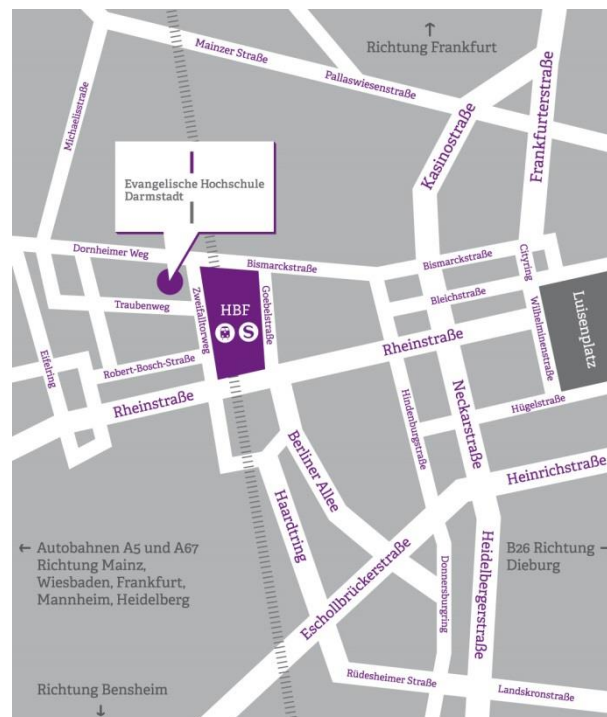 ↑
Richtung Frankfurt
Mainzer Straße
Pallaswiesenstraße
Michaelisstraße
Kasinostraße
Frankfurterstraße
Evangelische Hochschule
Darmstadt
Dornheimer Weg
Bismarckstraße
Bismarckstraße
Cityring
Traubenweg
Zweifalltorweg
HBF
S
Goebelstraße
Bleichstraße
Wilhelminenstraße
Luisenplatz
Eifelring
Robert-Bosch-Straße
Rheinstraße
Rheinstraße
Hindenburgstraße
Neckarstraße
Hügelstraße
Berliner Allee
Haardtring
Heinrichstraße
← Autobahnen A5 und A67
Richtung Mainz,
Wiesbaden, Frankfurt,
Mannheim, Heidelberg
Eschollbrückerstraße
Donnersburgring
Heidelbergerstraße
B26 Richtung →
Dieburg
Rüdesheimer Straße
Landskronstraße
Richtung Bensheim
↓